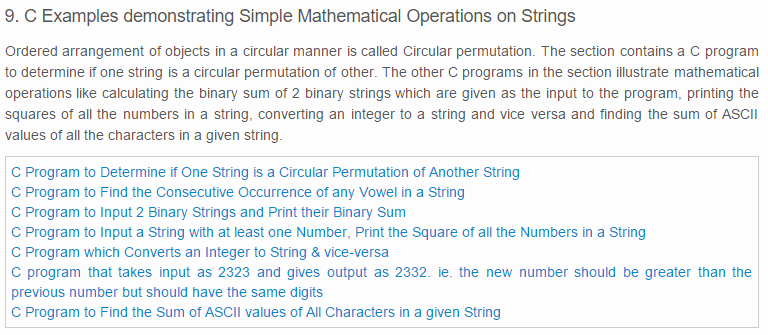 9. C Examples demonstrating Simple Mathematical Operations on Strings
Ordered arrangement of objects in a circular manner is called Circular permutation. The section contains a C program
to determine if one string is a circular permutation of other. The other C programs in the section illustrate mathematical
operations like calculating the binary sum of 2 binary strings which are given as the input to the program, printing the
squares of all the numbers in a string, converting an integer to a string and vice versa and finding the sum of ASCII
values of all the characters in a given string.
C Program to Determine if One String is a Circular Permutation of Another String
C Program to Find the Consecutive Occurrence of any Vowel in a String
C Program to Input 2 Binary Strings and Print their Binary Sum
C Program to Input a String with at least one Number, Print the Square of all the Numbers in a String
C Program which Converts an Integer to String & vice-versa
C program that takes input as 2323 and gives output as 2332. ie. the new number should be greater than the
previous number but should have the same digits
C Program to Find the Sum of ASCII values of All Characters in a given String